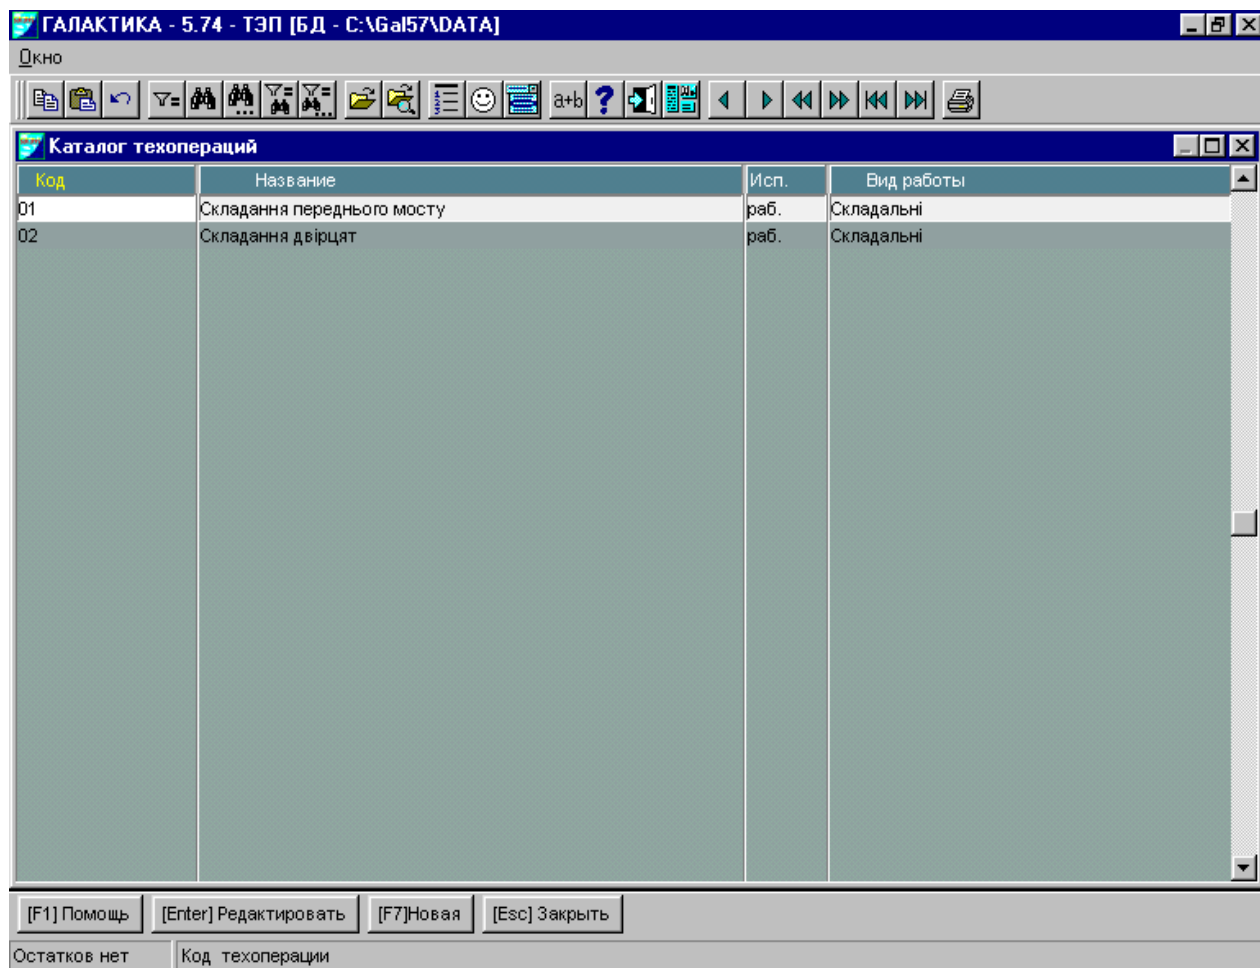 ГАЛАКТИКА - 5.74 - ТЭП [БД - C:\Gal57\DATA]
Окно
a+b ?
Каталог техопераций
Код Название Исп. Вид работы
01 Складання переднього мосту раб. Складальні
02 Складання двірцят раб. Складальні
[F1] Помощь [Enter] Редактировать [F7]Новая [Esc] Закрыть
Остатков нет Код техоперации